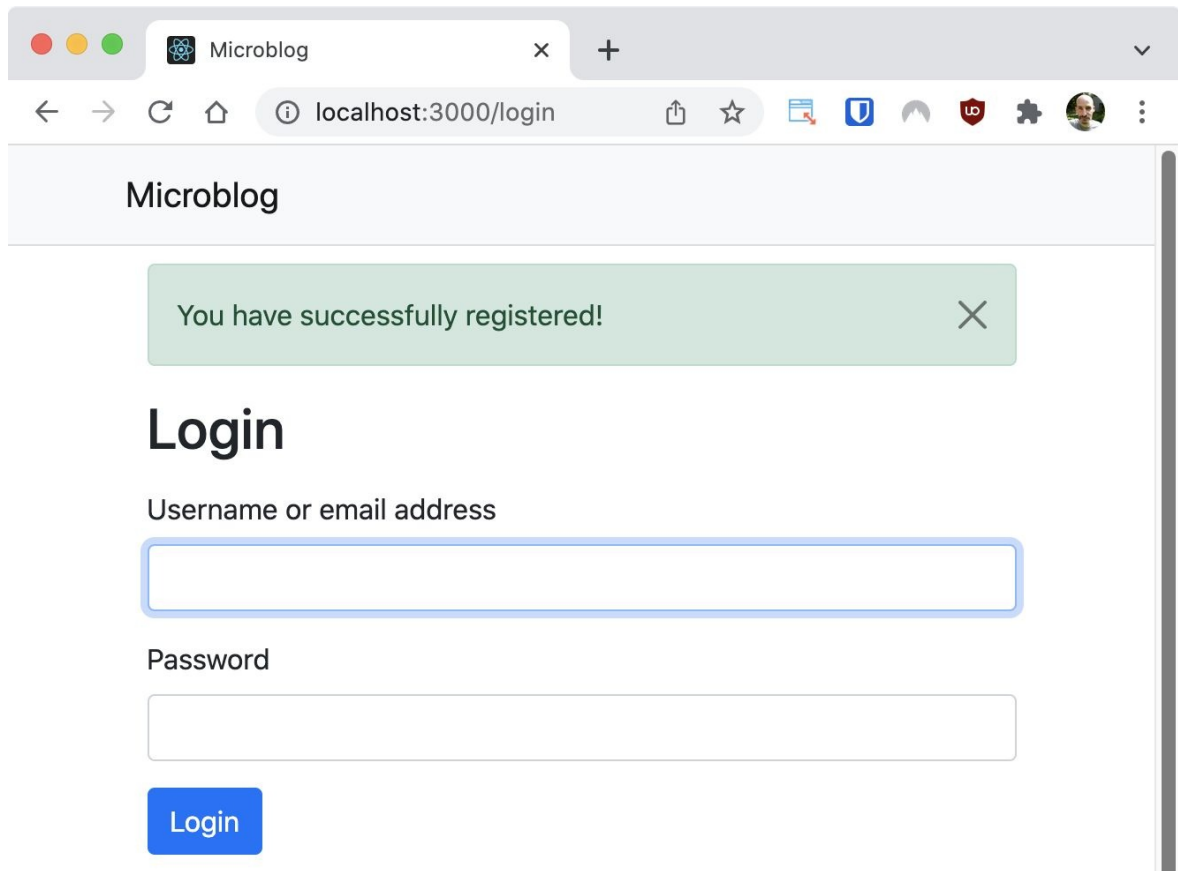 Microblog
localhost:3000/login
Microblog
You have successfully registered!
Login
Username or email address
Password
Login